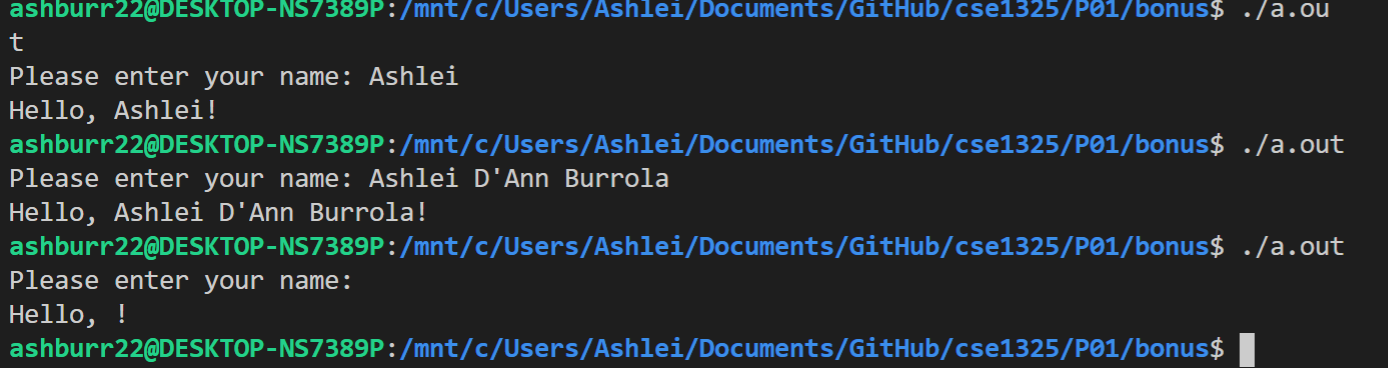 ashburr22@DESKTOP-NS7389P:/mnt/c/Users/Ashlei/Documents/GitHub/cse1325/P01/bonus$ ./a.ou
t
Please enter your name: Ashlei
Hello, Ashlei!
ashburr22@DESKTOP-NS7389P:/mnt/c/Users/Ashlei/Documents/GitHub/cse1325/P01/bonus$ ./a.out
Please enter your name: Ashlei D'Ann Burrola
Hello, Ashlei D'Ann Burrola!
ashburr22@DESKTOP-NS7389P:/mnt/c/Users/Ashlei/Documents/GitHub/cse1325/P01/bonus$ ./a.out
Please enter your name:
Hello, !
ashburr22@DESKTOP-NS7389P:/mnt/c/Users/Ashlei/Documents/GitHub/cse1325/P01/bonus$